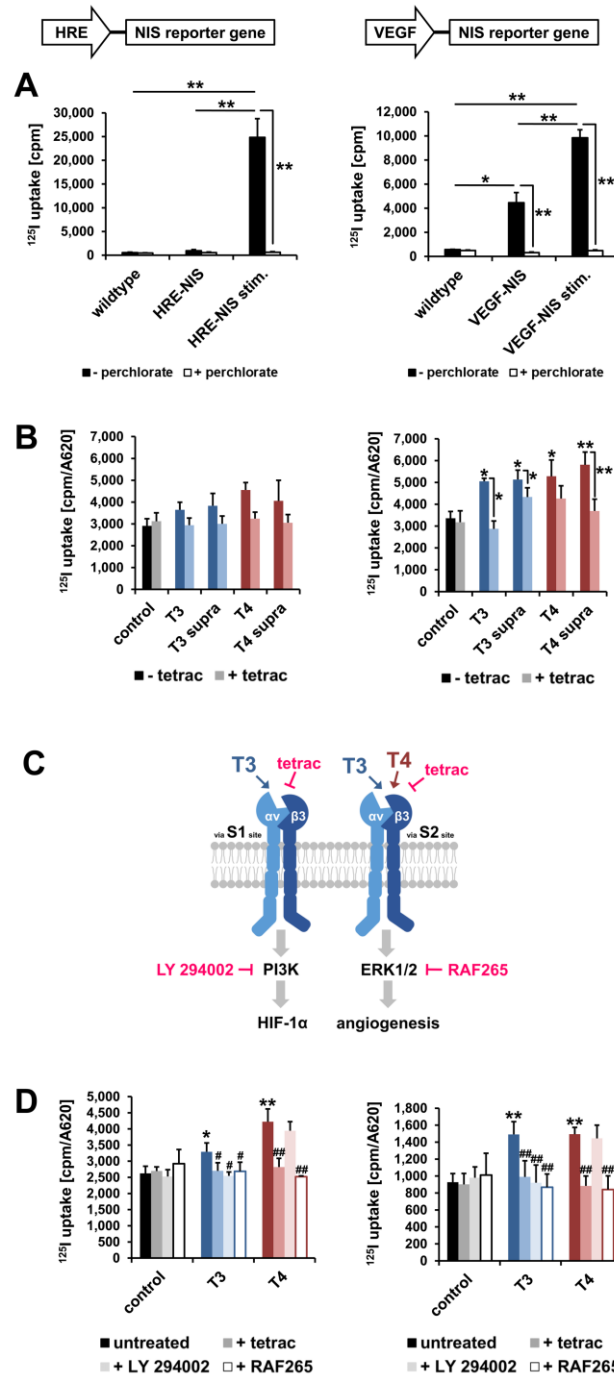 HRE NIS reporter gene
VEGF NIS reporter gene
A
125I uptake [cpm]
30,000
25,000
20,000
15,000
10,000
5,000
0
**
**
**
wildtype
HRE-NIS
HRE-NIS stim.
- perchlorate + perchlorate
125I uptake [cpm]
12,000
10,000
8,000
6,000
4,000
2,000
0
**
**
*
**
**
wildtype
VEGF-NIS
VEGF-NIS stim.
- perchlorate + perchlorate
B
125I uptake [cpm/A620]
7,000
6,000
5,000
4,000
3,000
2,000
1,000
0
control
T3
T3 supra
T4
T4 supra
- tetrac + tetrac
125I uptake [cpm/A620]
7,000
6,000
5,000
4,000
3,000
2,000
1,000
0
*
*
*
*
*
**
**
control
T3
T3 supra
T4
T4 supra
- tetrac + tetrac
C
T3 tetrac
T3 T4 tetrac
αv β3
αv β3
via S1 site
via S2 site
LY 294002 PI3K
ERK1/2 RAF265
HIF-1α
angiogenesis
D
125I uptake [cpm/A620]
5,000
4,500
4,000
3,500
3,000
2,500
2,000
1,500
1,000
500
0
*
#
#
#
**
##
##
control
T3
T4
untreated + tetrac
+ LY 294002 + RAF265
125I uptake [cpm/A620]
1,800
1,600
1,400
1,200
1,000
800
600
400
200
0
**
##
##
##
**
##
##
control
T3
T4
untreated + tetrac
+ LY 294002 + RAF265